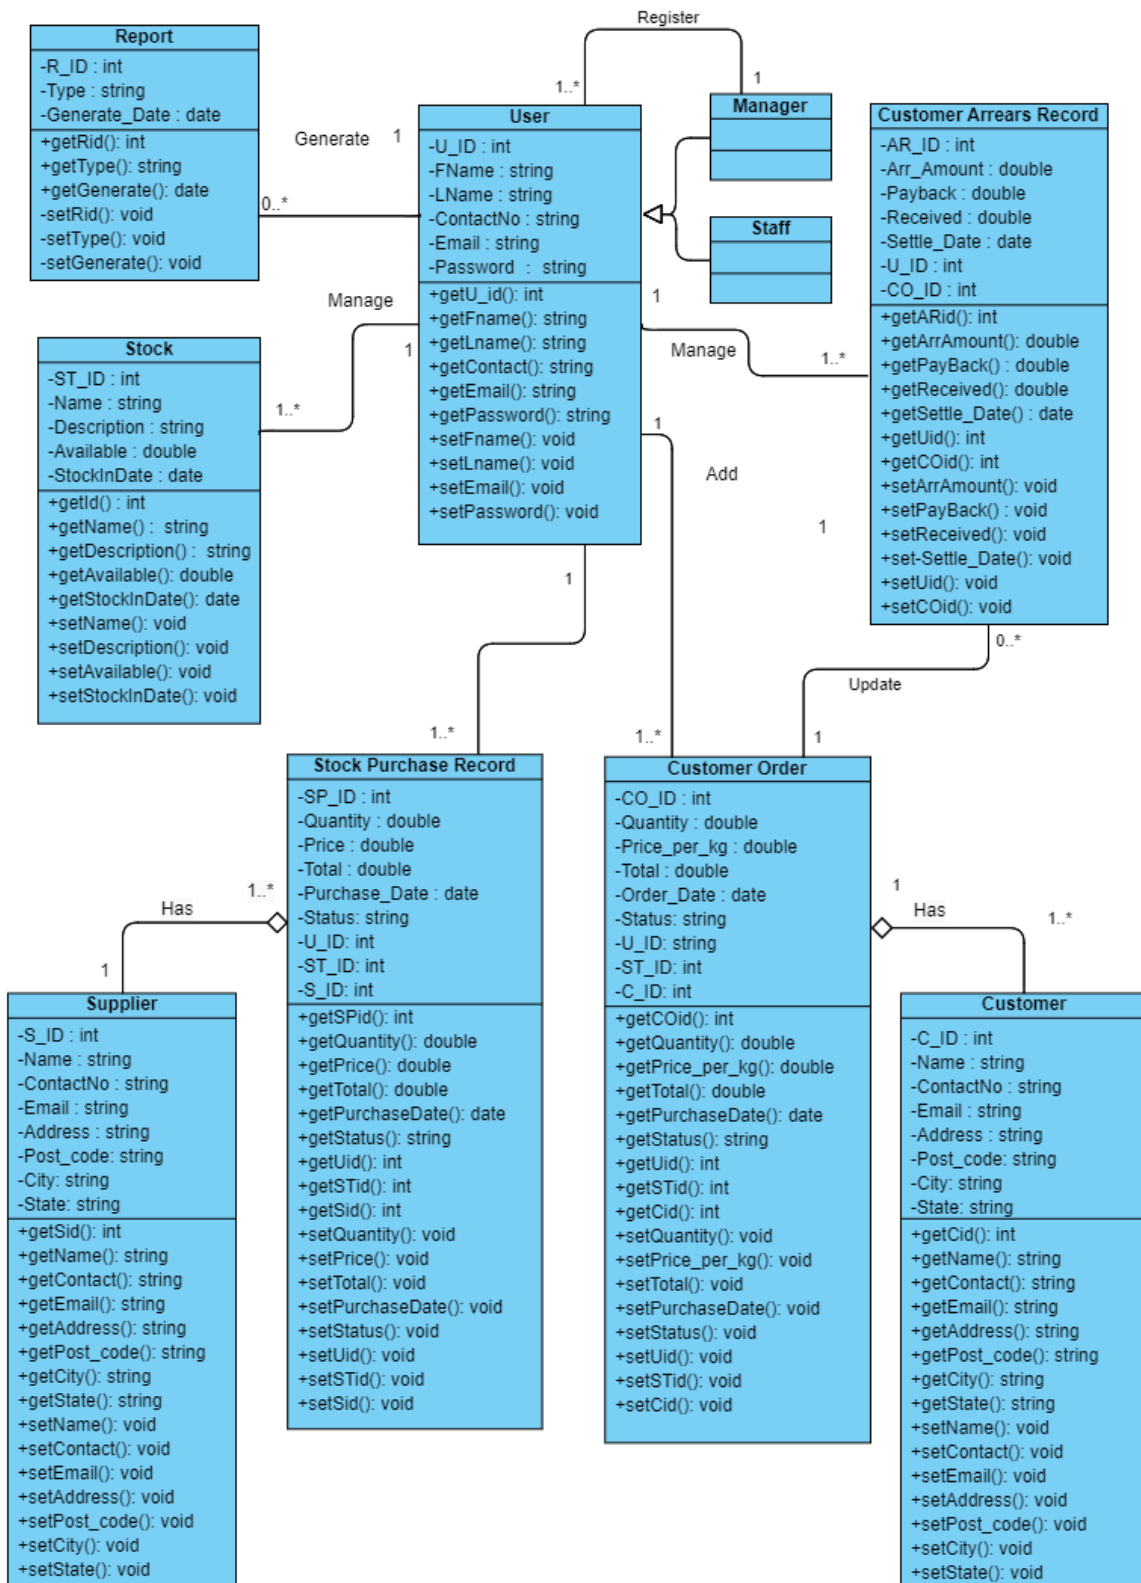 Register
1..*
1
Report
-R_ID : int
-Type : string
-Generate_Date : date
+getRid(): int
+getType(): string
+getGenerate(): date
-setRid(): void
-setType(): void
-setGenerate(): void
Generate
1
0..*
User
-U_ID : int
-FName : string
-LName : string
-ContactNo : string
-Email : string
-Password : string
+getU_id(): int
+getFname(): string
+getLname(): string
+getContact(): string
+getEmail(): string
+getPassword(): string
+setFname(): void
+setLname(): void
+setEmail(): void
+setPassword(): void
Manager
Staff
Customer Arrears Record
-AR_ID : int
-Arr_Amount : double
-Payback : double
-Received : double
-Settle_Date : date
-U_ID : int
-CO_ID : int
+getARid(): int
+getArrAmount(): double
+getPayBack() : double
+getReceived(): double
+getSettle_Date() : date
+getUid(): int
+getCOid(): int
+setArrAmount(): void
+setPayBack() : void
+setReceived(): void
+set-Settle_Date(): void
+setUid(): void
+setCOid(): void
Manage
1
1..*
1
Manage
1..*
Stock
-ST_ID : int
-Name : string
-Description : string
-Available : double
-StockInDate : date
+getId() : int
+getName() : string
+getDescription() : string
+getAvailable(): double
+getStockInDate(): date
+setName(): void
+setDescription(): void
+setAvailable(): void
+setStockInDate(): void
1
Add
1
1
1..*
1..*
0..*
Update
1
Stock Purchase Record
-SP_ID : int
-Quantity : double
-Price : double
-Total : double
-Purchase_Date : date
-Status: string
-U_ID: int
-ST_ID: int
-S_ID: int
+getSPid(): int
+getQuantity(): double
+getPrice(): double
+getTotal(): double
+getPurchaseDate(): date
+getStatus(): string
+getUid(): int
+getSTid(): int
+getSid(): int
+setQuantity(): void
+setPrice(): void
+setTotal(): void
+setPurchaseDate(): void
+setStatus(): void
+setUid(): void
+setSTid(): void
+setSid(): void
Customer Order
-CO_ID : int
-Quantity : double
-Price_per_kg : double
-Total : double
-Order_Date : date
-Status: string
-U_ID: string
-ST_ID: int
-C_ID: int
+getCOid(): int
+getQuantity(): double
+getPrice_per_kg(): double
+getTotal(): double
+getPurchaseDate(): date
+getStatus(): string
+getUid(): int
+getSTid(): int
+getCid(): int
+setQuantity(): void
+setPrice_per_kg(): void
+setTotal(): void
+setPurchaseDate(): void
+setStatus(): void
+setUid(): void
+setSTid(): void
+setCid(): void
1..*
Has
1
1
Has
1..*
Supplier
-S_ID : int
-Name : string
-ContactNo : string
-Email : string
-Address : string
-Post_code: string
-City: string
-State: string
+getSid(): int
+getName(): string
+getContact(): string
+getEmail(): string
+getAddress(): string
+getPost_code(): string
+getCity(): string
+getState(): string
+setName(): void
+setContact(): void
+setEmail(): void
+setAddress(): void
+setPost_code(): void
+setCity(): void
+setState(): void
Customer
-C_ID : int
-Name : string
-ContactNo : string
-Email : string
-Address : string
-Post_code: string
-City: string
-State: string
+getCid(): int
+getName(): string
+getContact(): string
+getEmail(): string
+getAddress(): string
+getPost_code(): string
+getCity(): string
+getState(): string
+setName(): void
+setContact(): void
+setEmail(): void
+setAddress(): void
+setPost_code(): void
+setCity(): void
+setState(): void